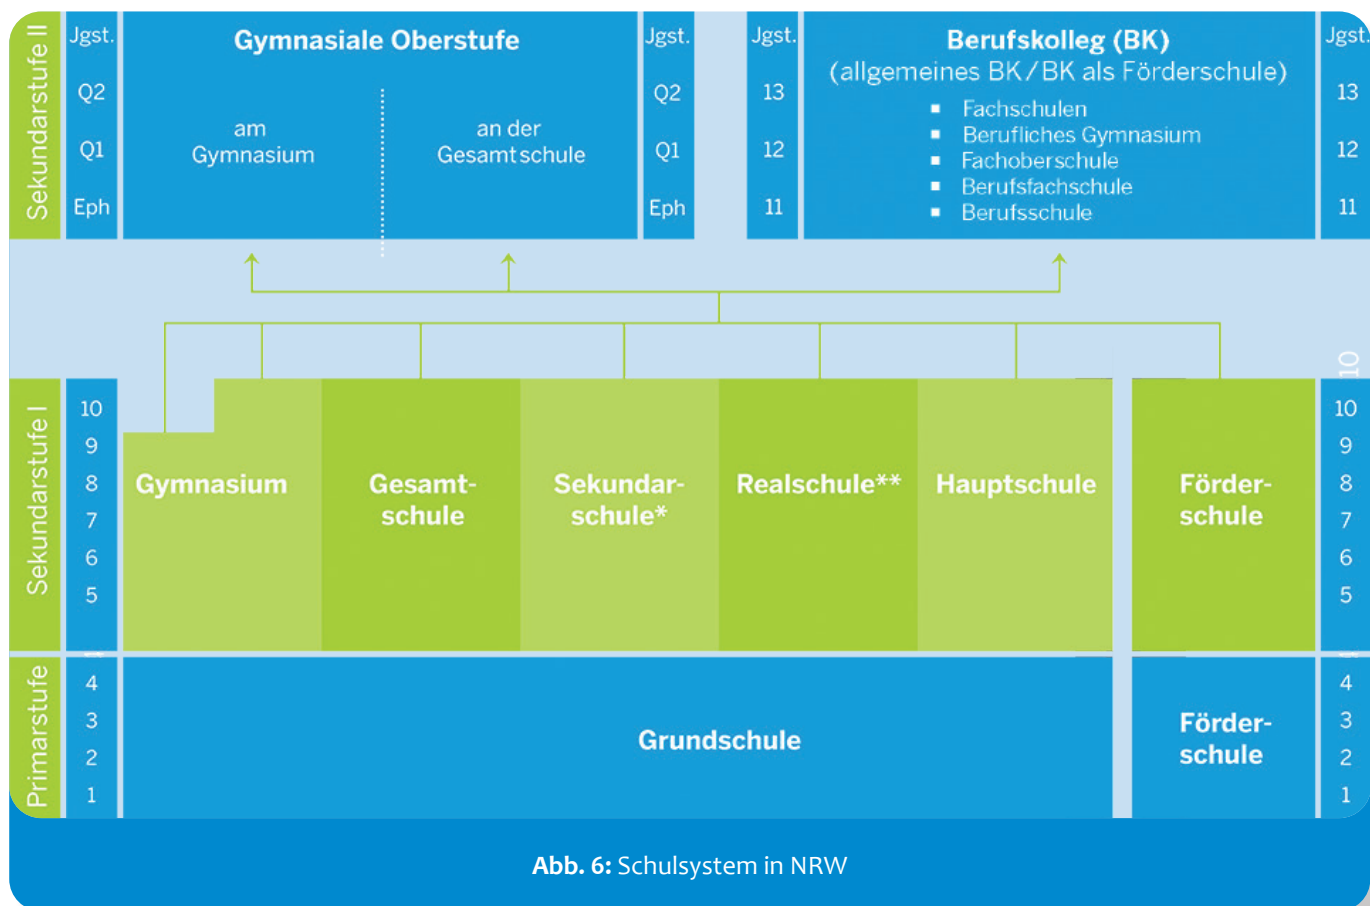 Sekundarstufe II
Jgst.
Q2
Q1
Eph
Gymnasiale Oberstufe
am
Gymnasium
an der
Gesamtschule
Jgst.
Q2
Q1
Eph
Jgst.
13
12
11
Berufskolleg (BK)
(allgemeines BK/BK als Förderschule)
▪ Fachschulen
▪ Berufliches Gymnasium
▪ Fachoberschule
▪ Berufsfachschule
▪ Berufsschule
Jgst.
13
12
11
Sekundarstufe I
10
9
8
7
6
5
Gymnasium
Gesamt-
schule
Sekundar-
schule*
Realschule**
Hauptschule
Förder-
schule
10
10
9
8
7
6
5
Primarstufe
4
3
2
1
Grundschule
Förder-
schule
4
3
2
1
Abb. 6: Schulsystem in NRW